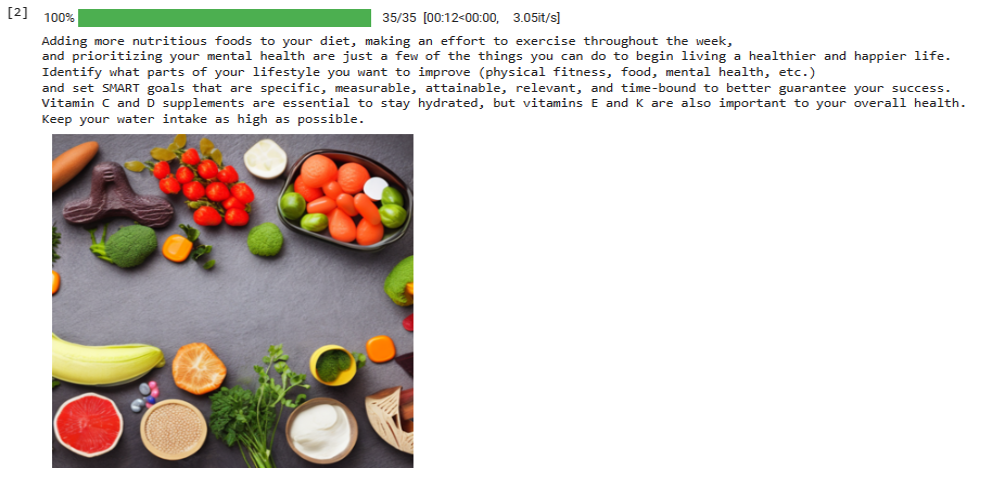 [2] 100% 35/35 [00:12<00:00, 3.05it/s]
Adding more nutritious foods to your diet, making an effort to exercise throughout the week,
and prioritizing your mental health are just a few of the things you can do to begin living a healthier and happier life.
Identify what parts of your lifestyle you want to improve (physical fitness, food, mental health, etc.)
and set SMART goals that are specific, measurable, attainable, relevant, and time-bound to better guarantee your success.
Vitamin C and D supplements are essential to stay hydrated, but vitamins E and K are also important to your overall health.
Keep your water intake as high as possible.